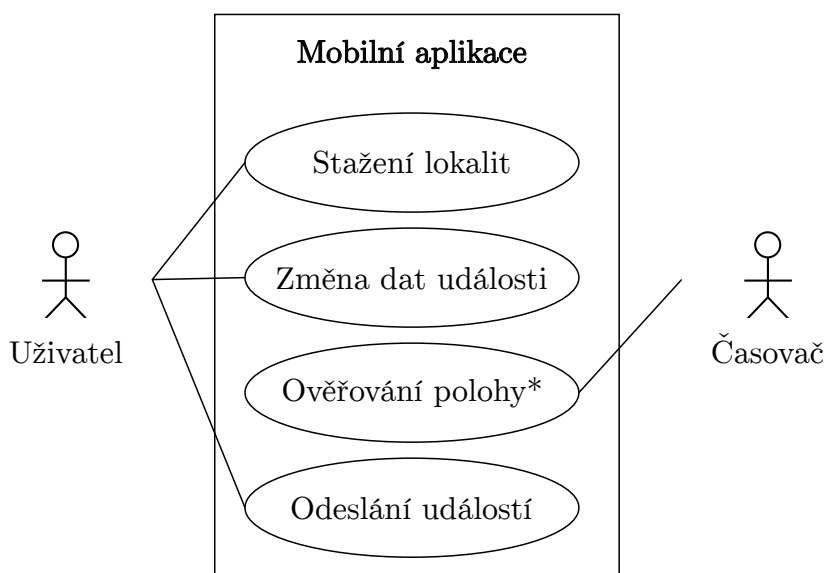 Mobilní aplikace
Stažení lokalit
Změna dat události
Uživatel
Časovač
Ověřování polohy*
Odeslání událostí